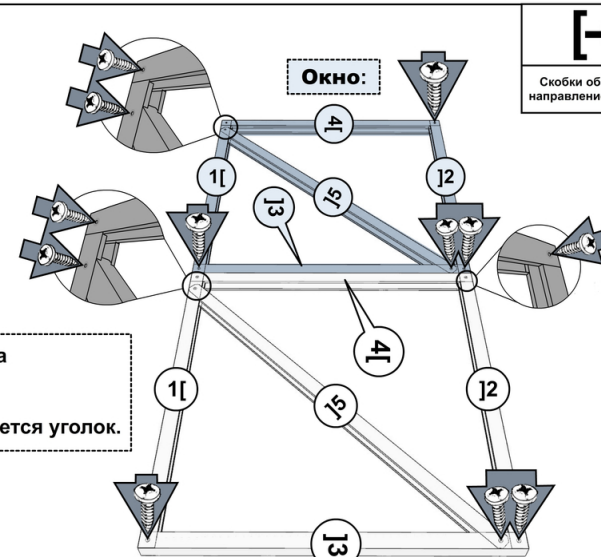 [-
Скобки об
направлени
Окно:
4[
1[
]5
]2
]3
4[
а
1[
]5
]2
ется уголок.
]3